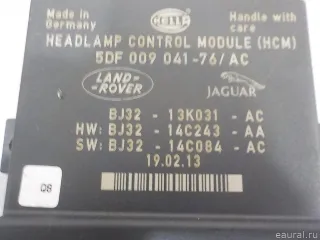 Made in Handle with
Germany HELLA care
HEADLAMP CONTROL MODULE (HCM)
5DF 009 041-76/AC
LAND-
ROVER JAGUAR
BJ32 - 13K031 - AC
HW: BJ32 - 14C243 - AA
SW: BJ32 - 14C084 - AC
19.02.13
08
© eaural.ru